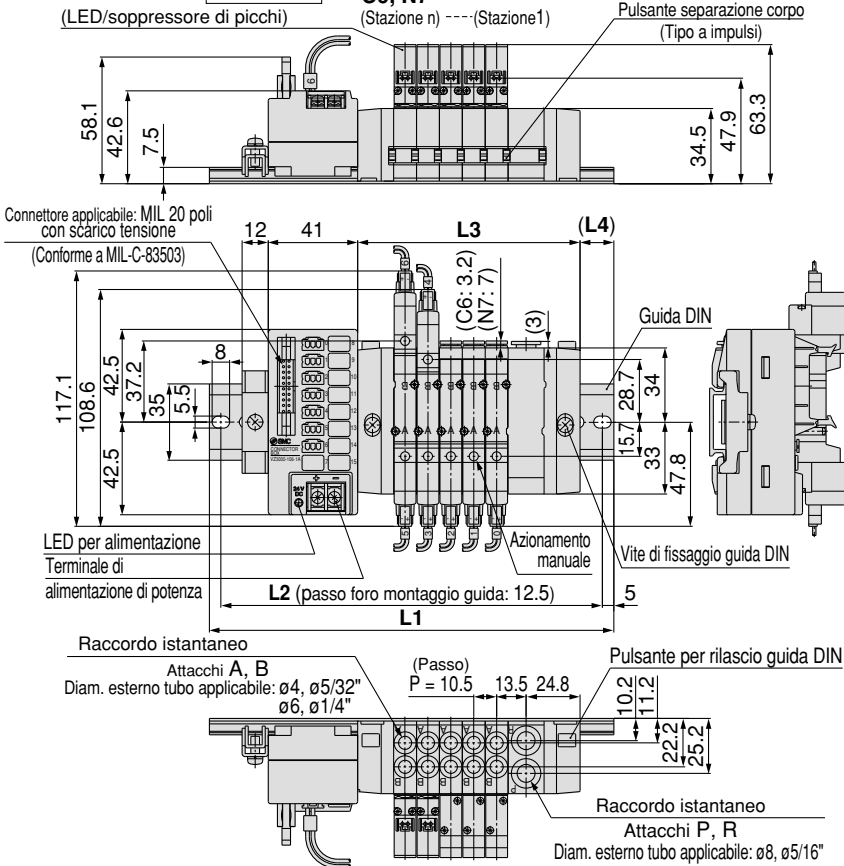 (LED/soppressore di picchi)
(Stazione n) ----(Stazione1)
Pulsante separazione corpo
(Tipo a impulsi)
58.1
42.6
7.5
34.5
47.9
63.3
Connettore applicabile: MIL 20 poli
con scarico tensione
(Conforme a MIL-C-83503)
12
41
L3
(L4)
(C6: 3.2)
(N7: 7)
(3)
Guida DIN
117.1
108.6
42.5
37.2
35
8
5.5
42.5
28.7
34
15.7
33
47.8
SMC
CONNECTOR
BOX
24V
DC
+ −
A A A A A
LED per alimentazione
Terminale di
alimentazione di potenza
Azionamento
manuale
Vite di fissaggio guida DIN
L2 (passo foro montaggio guida: 12.5)
5
L1
Raccordo istantaneo
Attacchi A, B
Diam. esterno tubo applicabile: ø4, ø5/32"
ø6, ø1/4"
(Passo)
P = 10.5
13.5
24.8
Pulsante per rilascio guida DIN
10.2
11.2
22.2
25.2
Raccordo istantaneo
Attacchi P, R
Diam. esterno tubo applicabile: ø8, ø5/16"